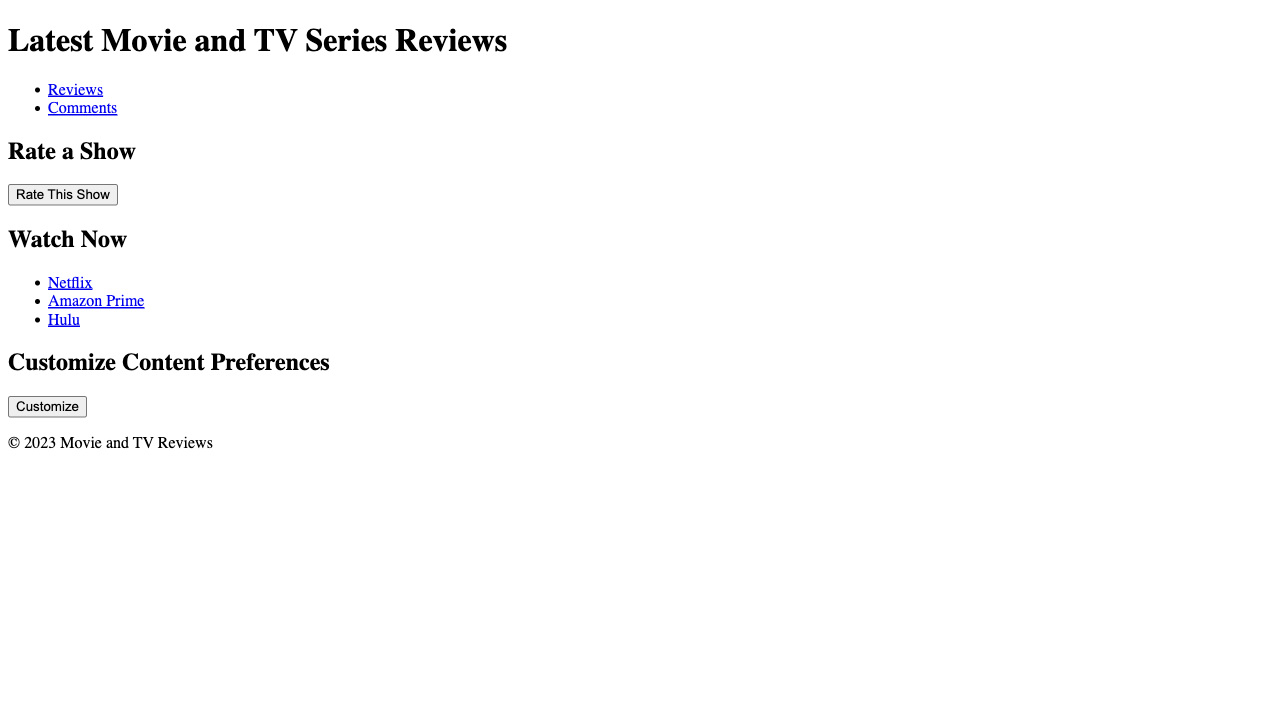 Latest Movie and TV Series Reviews
Reviews
Comments
Rate a Show
Rate This Show
Watch Now
Netflix
Amazon Prime
Hulu
Customize Content Preferences
Customize
© 2023 Movie and TV Reviews